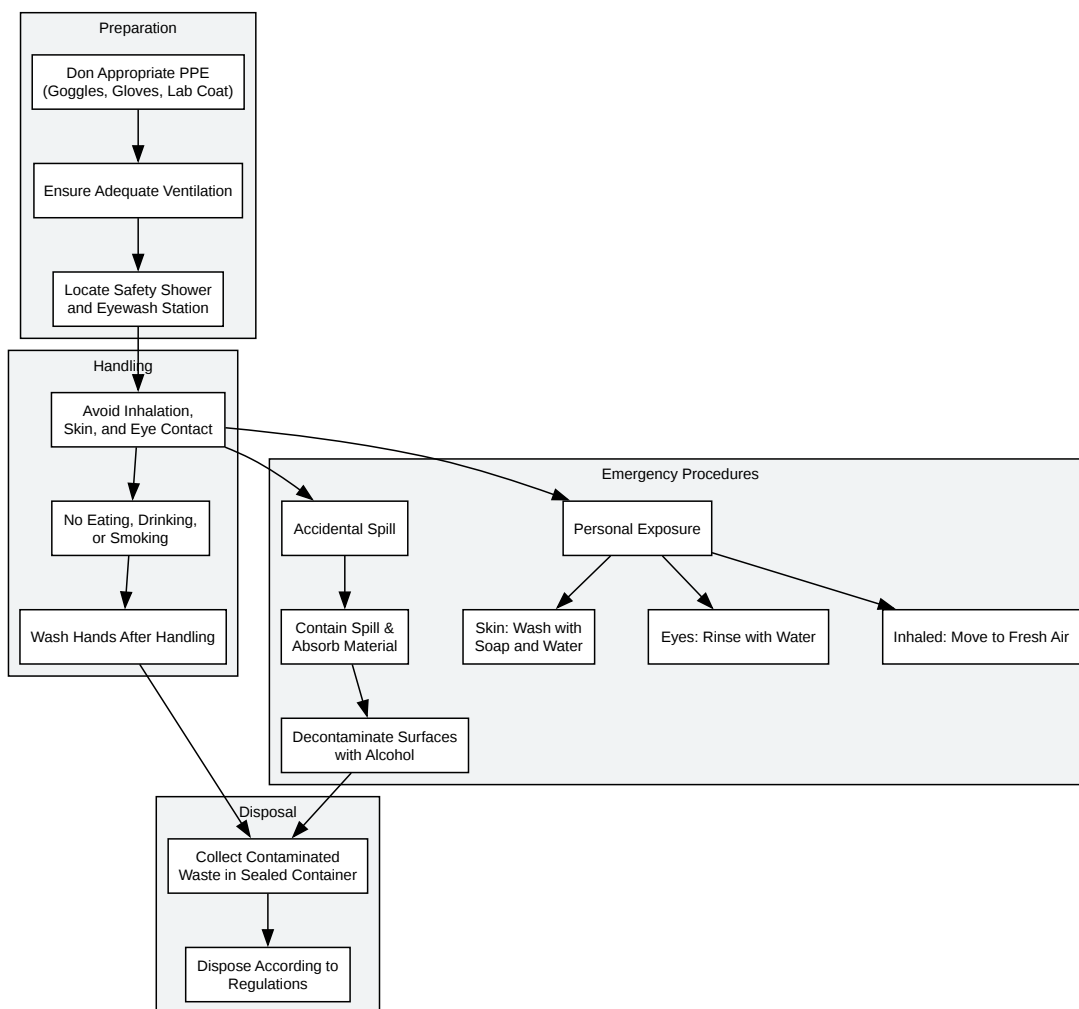 Preparation
Don Appropriate PPE
(Goggles, Gloves, Lab Coat)
Ensure Adequate Ventilation
Locate Safety Shower
and Eyewash Station
Handling
Avoid Inhalation,
Skin, and Eye Contact
No Eating, Drinking,
or Smoking
Wash Hands After Handling
Emergency Procedures
Accidental Spill
Personal Exposure
Contain Spill &
Absorb Material
Skin: Wash with
Soap and Water
Eyes: Rinse with Water
Inhaled: Move to Fresh Air
Decontaminate Surfaces
with Alcohol
Disposal
Collect Contaminated
Waste in Sealed Container
Dispose According to
Regulations